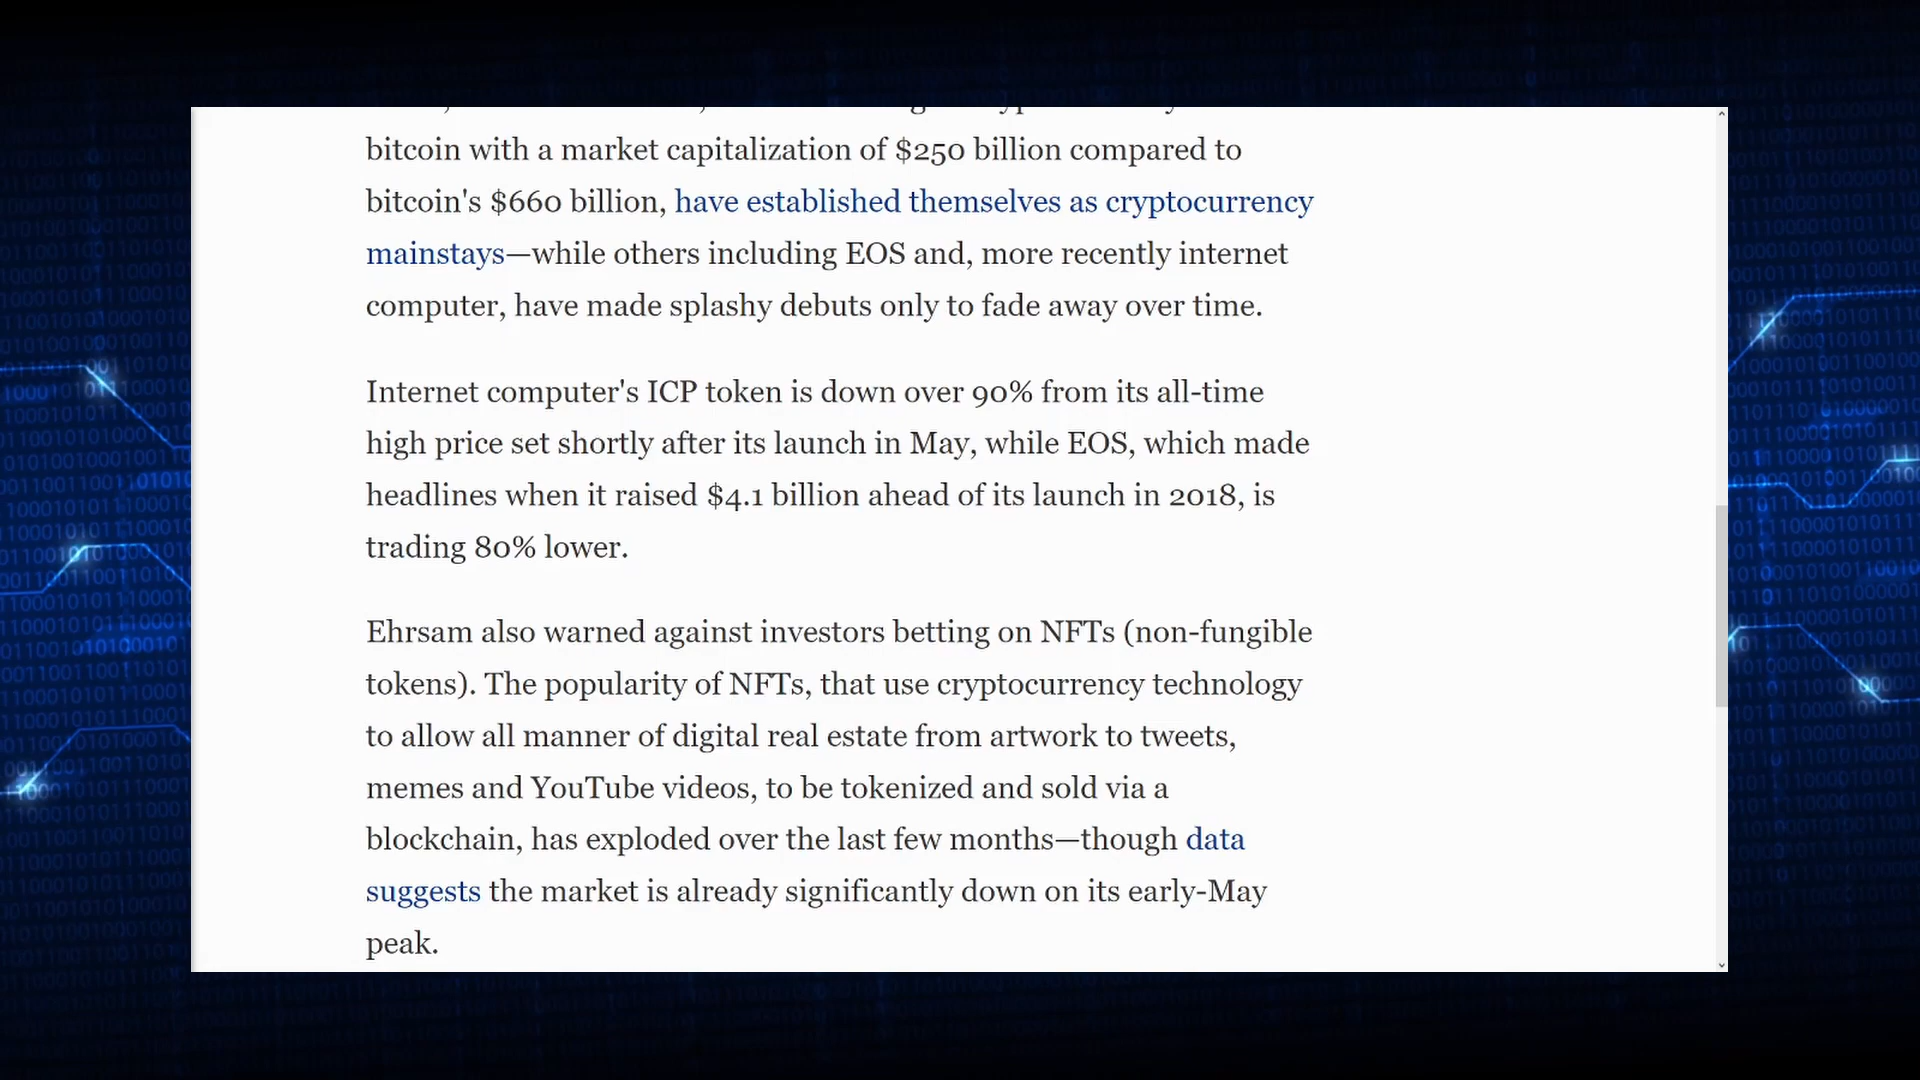 bitcoin with a market capitalization of $250 billion compared to
bitcoin's $660 billion, have established themselves as cryptocurrency
mainstays—while others including EOS and, more recently internet
computer, have made splashy debuts only to fade away over time.
Internet computer's ICP token is down over 90% from its all-time
high price set shortly after its launch in May, while EOS, which made
headlines when it raised $4.1 billion ahead of its launch in 2018, is
trading 80% lower.
Ehrsam also warned against investors betting on NFTs (non-fungible
tokens). The popularity of NFTs, that use cryptocurrency technology
to allow all manner of digital real estate from artwork to tweets,
memes and YouTube videos, to be tokenized and sold via a
blockchain, has exploded over the last few months—though data
suggests the market is already significantly down on its early-May
peak.